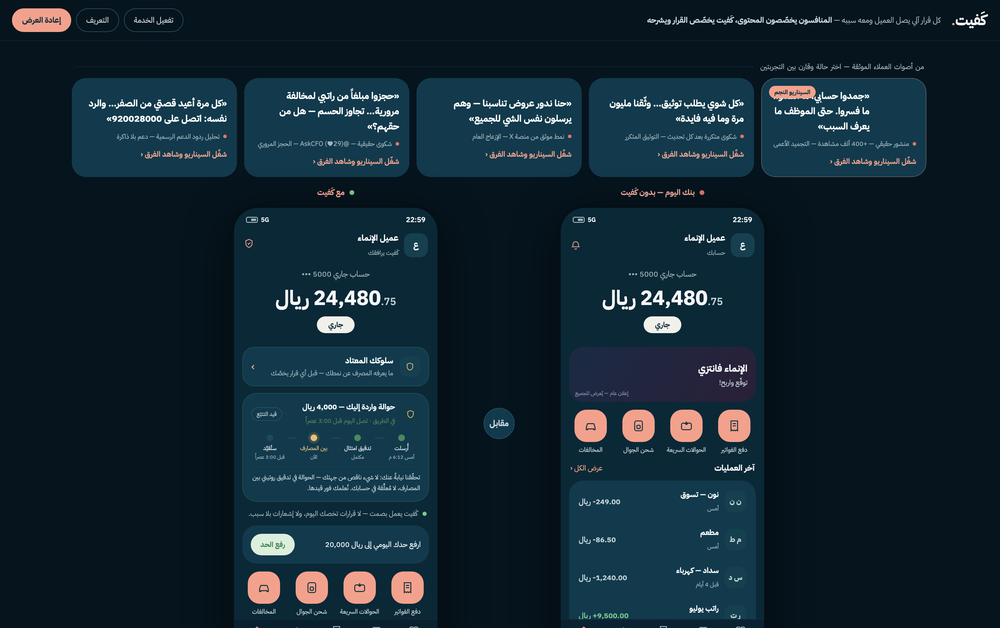 كَفيت.
كل قرار آلي يصل العميل ومعه سببه — المنافسون يخصّصون المحتوى، كَفيت يخصّص القرار ويشرحه
تفعيل الخدمة
التعريف
إعادة العرض
من أصوات العملاء الموثقة — اختر حالة وقارن بين التجربتين
السيناريو النجم
«جمدوا حسابي،
ما فسروا. حتى الموظف ما
يعرف السبب»
منشور حقيقي — +400 ألف مشاهدة — التجميد الأعمى
شغّل السيناريو وشاهد الفرق ‹
«كل شوي يطلب توثيق... وثّقنا مليون
مرة وما فيه فايدة»
شكوى متكررة بعد كل تحديث — التوثيق المتكرر
شغّل السيناريو وشاهد الفرق ‹
«حنا ندور عروض تناسبنا — وهم
يرسلون نفس الشي للجميع»
نمط موثق من منصة X — الإزعاج العام
شغّل السيناريو وشاهد الفرق ‹
«حجزوا مبلغاً من راتبي لمخالفة
مرورية... تجاوز الحسم — هل من
حقهم؟»
شكوى حقيقية — @AskCFO (♥29) — الحجز المروري
شغّل السيناريو وشاهد الفرق ‹
«كل مرة أعيد قصتي من الصفر... والرد
نفسه: اتصل على 920028000»
تحليل ردود الدعم الرسمية — دعم بلا ذاكرة
شغّل السيناريو وشاهد الفرق ‹
بنك اليوم — بدون كَفيت
22:59
5G
ع
عميل الإنماء
حسابك
حساب جاري 5000 •••
24,480.75 ريال
جاري
الإنماء فانتزي
توقّع واربح!
إعلان عام — يُعرض للجميع
دفع الفواتير
الحوالات السريعة
شحن الجوال
المخالفات
آخر العمليات
عرض الكل ‹
ن ن
نون — تسوق
أمس
-249.00 ريال
م ط
مطعم
أمس
-86.50 ريال
س د
سداد — كهرباء
قبل 4 أيام
-1,240.00 ريال
ر ت
راتب يوليو
+9,500.00 ريال
مقابل
مع كَفيت
22:59
5G
ع
عميل الإنماء
كَفيت يرافقك
حساب جاري 5000 •••
24,480.75 ريال
جاري
سلوكك المعتاد
ما يعرفه المصرف عن نمطك — قبل أي قرار يخصّك
‹
حوالة واردة إليك — 4,000 ريال
في الطريق · تصل اليوم قبل 3:00 عصراً
قيد التتبّع
أُرسلت
أمس 6:12 م
تدقيق امتثال
مكتمل
بين المصارف
الآن
ستُقيَّد
قبل 3:00 عصراً
تحقّقنا نيابةً عنك: لا شيء ناقص من جهتك — الحوالة في تدقيق روتيني بين
المصارف، لا مُعلَّقة في حسابك. نُعلمك فور قيدها.
كَفيت يعمل بصمت — لا قرارات تخصك اليوم، ولا إشعارات بلا سبب.
ارفع حدك اليومي إلى ريال 20,000
رفع الحد
دفع الفواتير
الحوالات السريعة
شحن الجوال
المخالفات